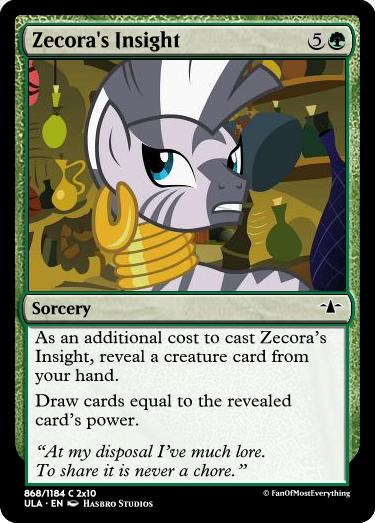 Zecora's Insight 5
Sorcery
As an additional cost to cast Zecora's
Insight, reveal a creature card from
your hand.
Draw cards equal to the revealed
card's power.
“At my disposal I've much lore.
To share it is never a chore.”
868/1184 C 2x10
ULA • EN Hasbro Studios © FanOfMostEverything